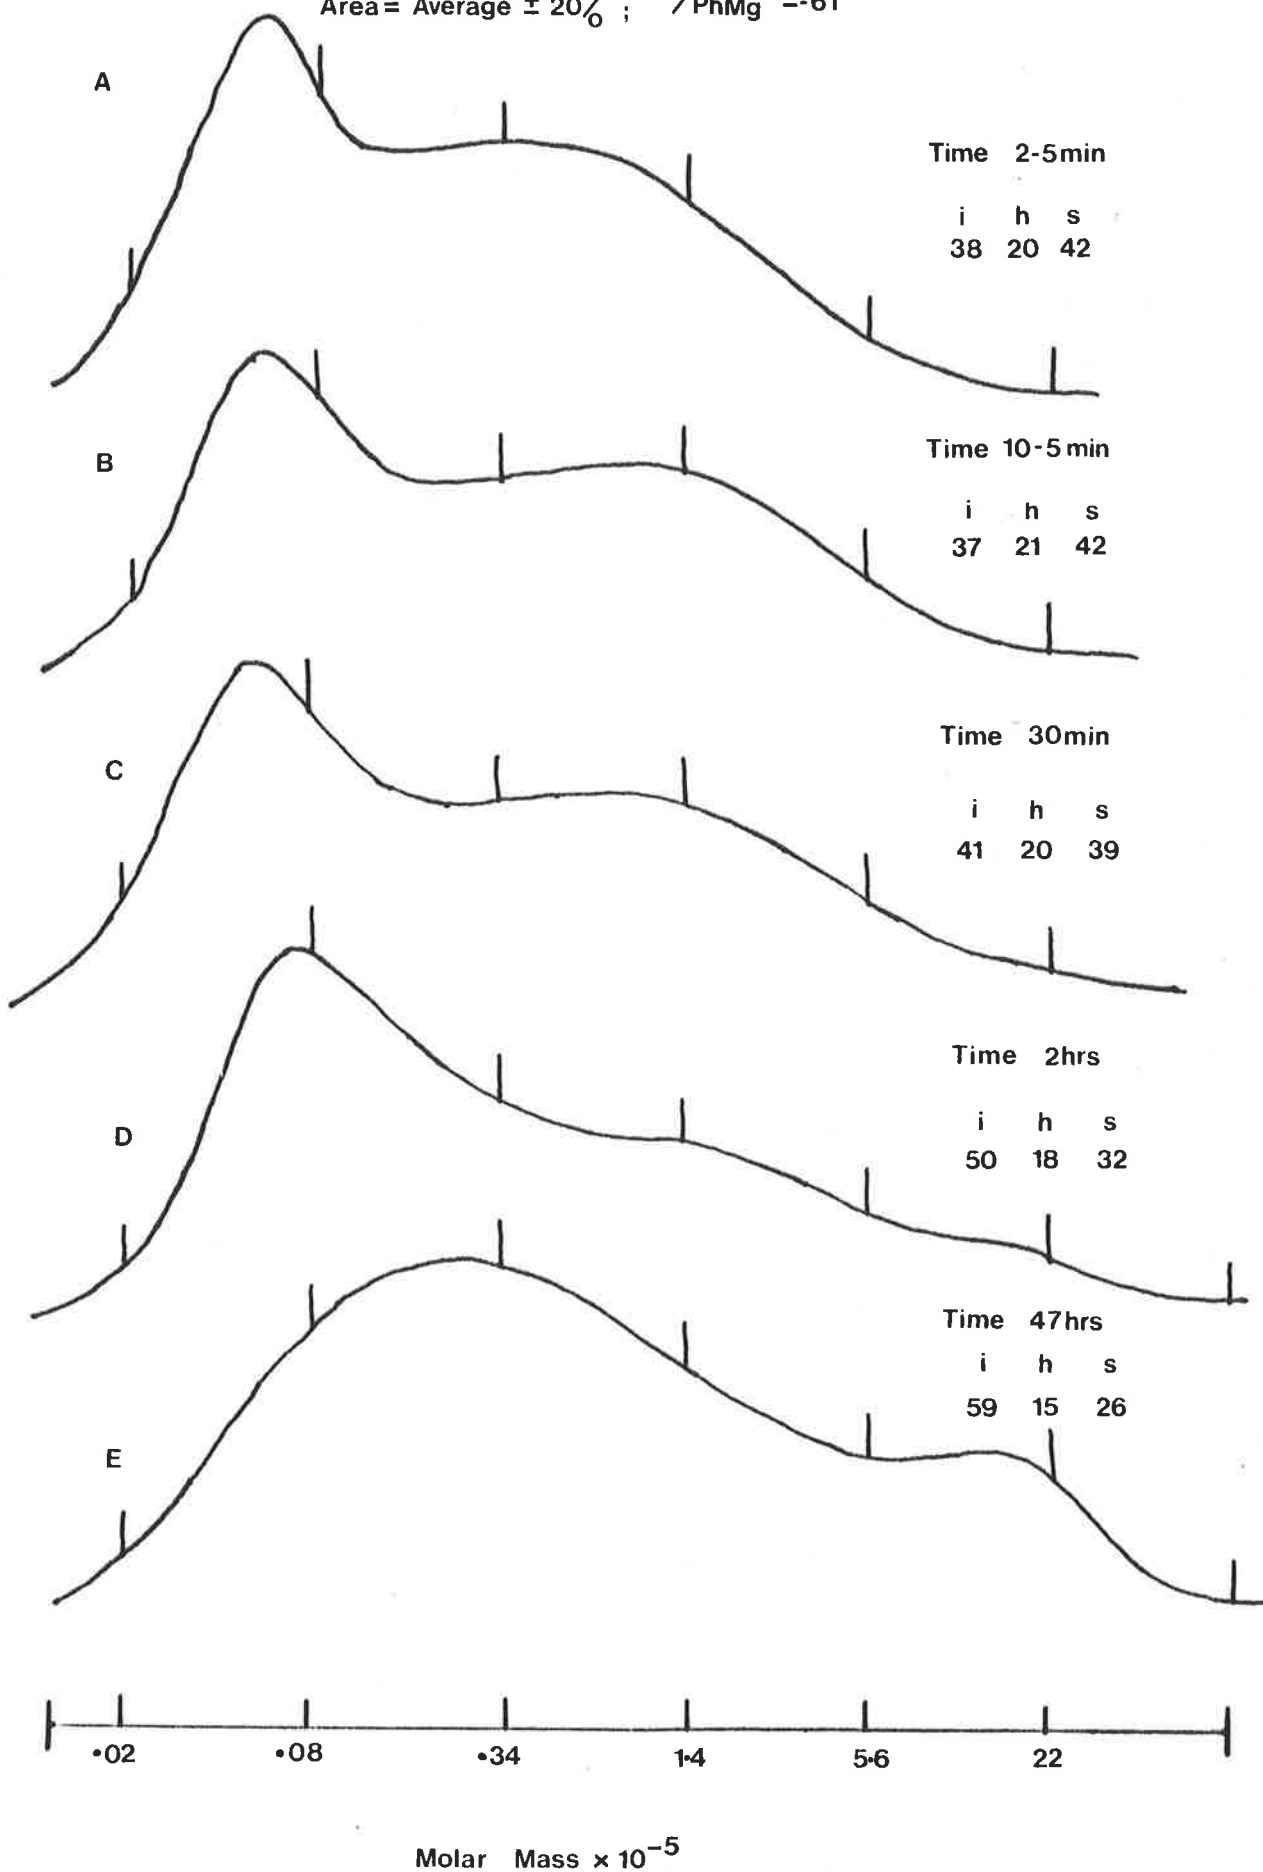 Area = Average ± 20% ; /PhMg =·61
A
Time 2·5min
i h s
38 20 42
B
Time 10·5min
i h s
37 21 42
C
Time 30min
i h s
41 20 39
D
Time 2hrs
i h s
50 18 32
Time 47hrs
i h s
59 15 26
E
·02 ·08 ·34 1·4 5·6 22
Molar Mass × 10⁻⁵